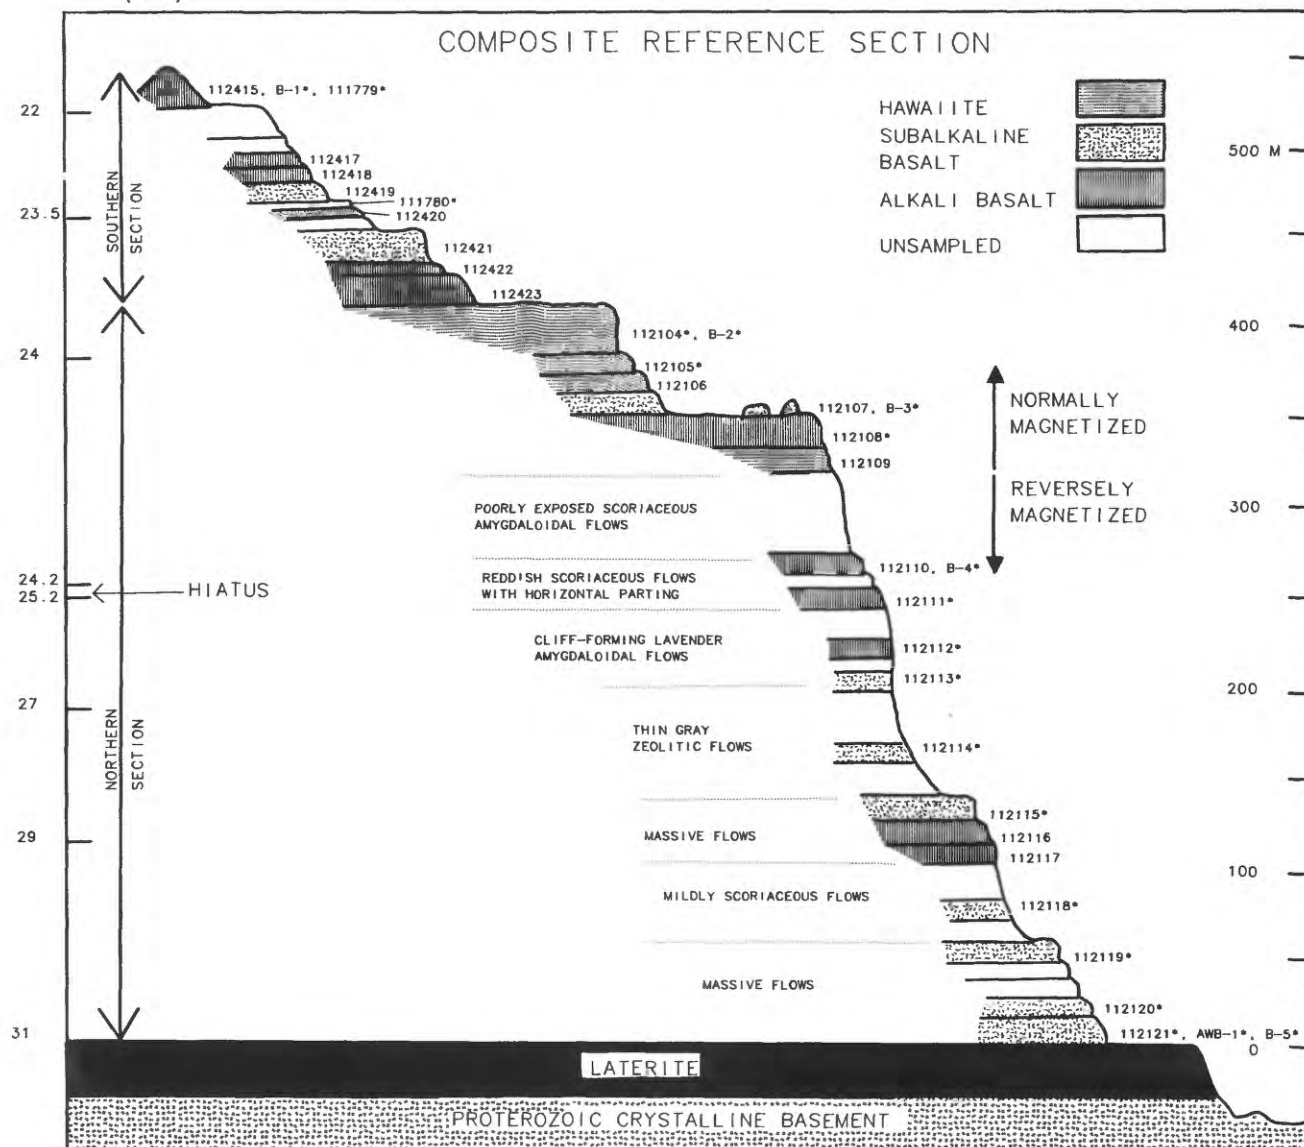 COMPOSITE REFERENCE SECTION
HAWAIITE
SUBALKALINE
BASALT
ALKALI BASALT
UNSAMPLED
22
23.5
24
24.2
25.2
27
29
31
SOUTHERN
SECTION
NORTHERN
SECTION
HIATUS
112415, B-1*, 111779*
112417
112418
112419
111780*
112420
112421
112422
112423
112104*, B-2*
112105*
112106
112107, B-3*
112108*
112109
112110, B-4*
112111*
112112*
112113*
112114*
112115*
112116
112117
112118*
112119*
112120*
112121*, AWB-1*, B-5*
NORMALLY
MAGNETIZED
REVERSELY
MAGNETIZED
500 M
400
300
200
100
0
POORLY EXPOSED SCORIACEOUS
AMYGDALOIDAL FLOWS
REDDISH SCORIACEOUS FLOWS
WITH HORIZONTAL PARTING
CLIFF-FORMING LAVENDER
AMYGDALOIDAL FLOWS
THIN GRAY
ZEOLITIC FLOWS
MASSIVE FLOWS
MILDLY SCORIACEOUS FLOWS
MASSIVE FLOWS
LATERITE
PROTEROZOIC CRYSTALLINE BASEMENT